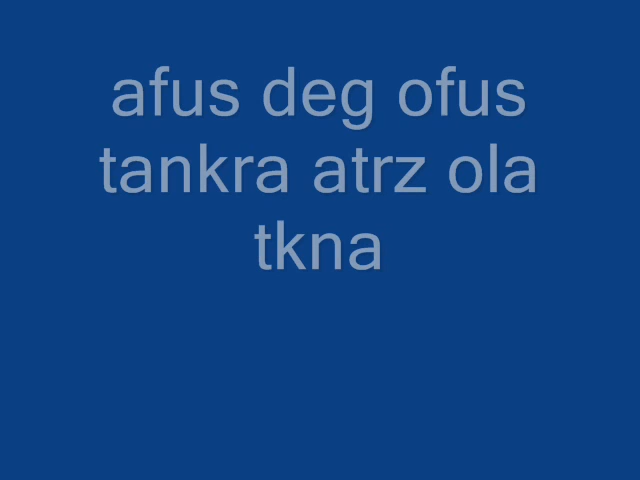 afus deg ofus
tankra atrz ola
tkna